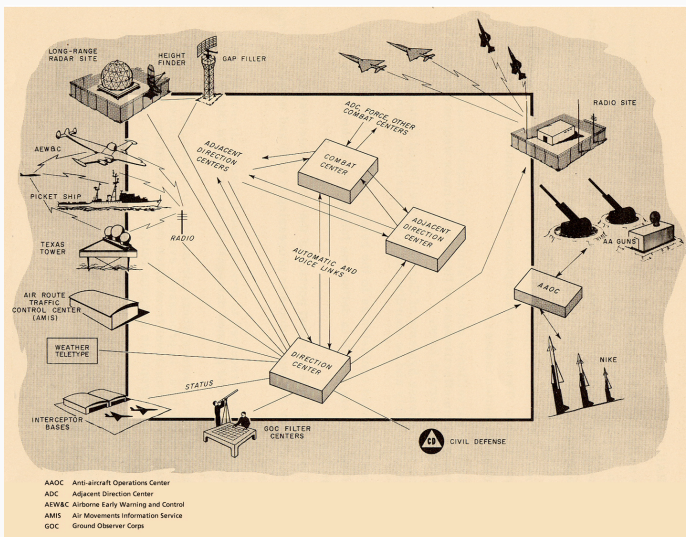 LONG-RANGE
RADAR SITE
HEIGHT
FINDER
GAP FILLER
ADC, FORCE, OTHER
COMBAT CENTERS
RADIO SITE
AEW&C
ADJACENT
DIRECTION
CENTERS
COMBAT
CENTER
PICKET SHIP
RADIO
ADJACENT
DIRECTION
CENTER
AA GUNS
TEXAS
TOWER
AUTOMATIC AND
VOICE LINKS
AAOC
AIR ROUTE
TRAFFIC
CONTROL CENTER
(AMIS)
WEATHER
TELETYPE
DIRECTION
CENTER
NIKE
STATUS
INTERCEPTOR
BASES
GOC FILTER
CENTERS
CD
CIVIL DEFENSE
AAOC Anti-aircraft Operations Center
ADC Adjacent Direction Center
AEW&C Airborne Early Warning and Control
AMIS Air Movements Information Service
GOC Ground Observer Corps